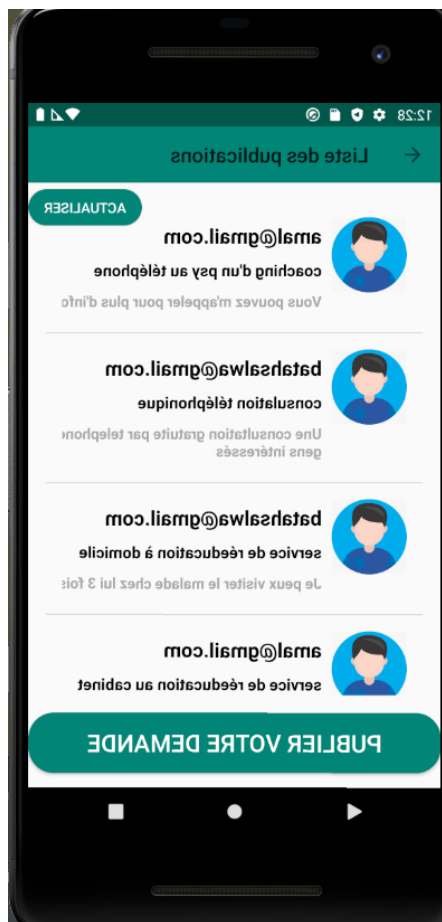 12:28
Liste des publications
ACTUALISER
amal@gmail.com
coaching d'un psy au téléphone
Vous pouvez m'appeler pour plus d'info
batahsalwa@gmail.com
consulation téléphonique
Une consultation gratuite par telephone
gens intéressés
batahsalwa@gmail.com
service de réeducation à domicile
Je peux visiter le malade chez lui 3 fois
amal@gmail.com
service de réeducation au cabinet
PUBLIER VOTRE DEMANDE